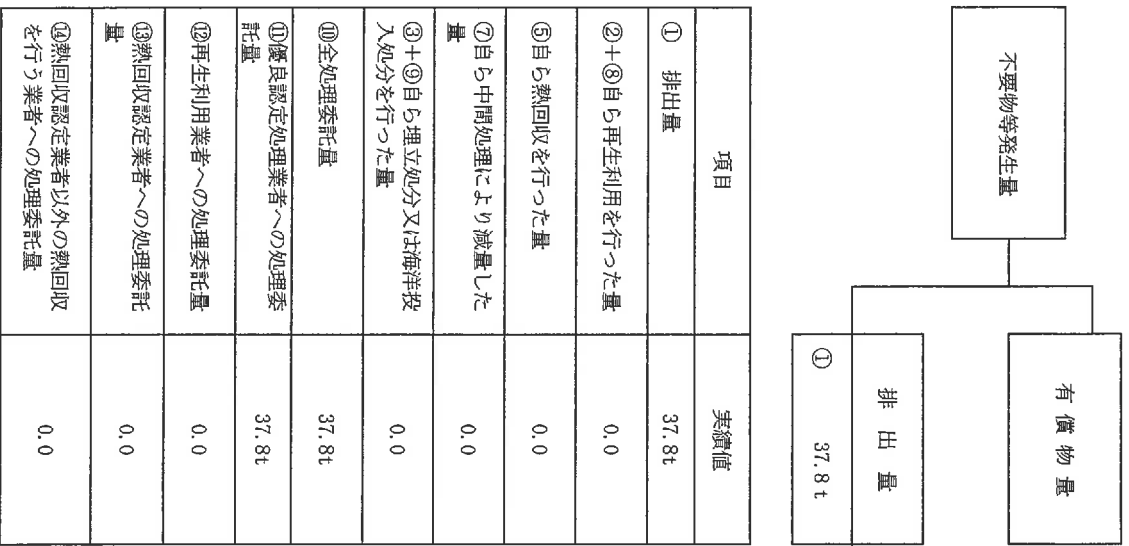 不要物等発生量
有償物量
排出量
① 37.8t
項目 実績値
① 排出量 37.8t
②+⑧自ら再生利用を行った量 0.0
⑤自ら熱回収を行った量 0.0
⑦自ら中間処理により減量した
量 0.0
③+⑨自ら埋立処分又は海洋投
入処分を行った量 0.0
⑩全処理委託量 37.8t
⑪優良認定処理業者への処理委
託量 37.8t
⑫再生利用業者への処理委託量 0.0
⑬熱回収認定業者への処理委託
量 0.0
⑭熱回収認定業者以外の熱回収
を行う業者への処理委託量 0.0